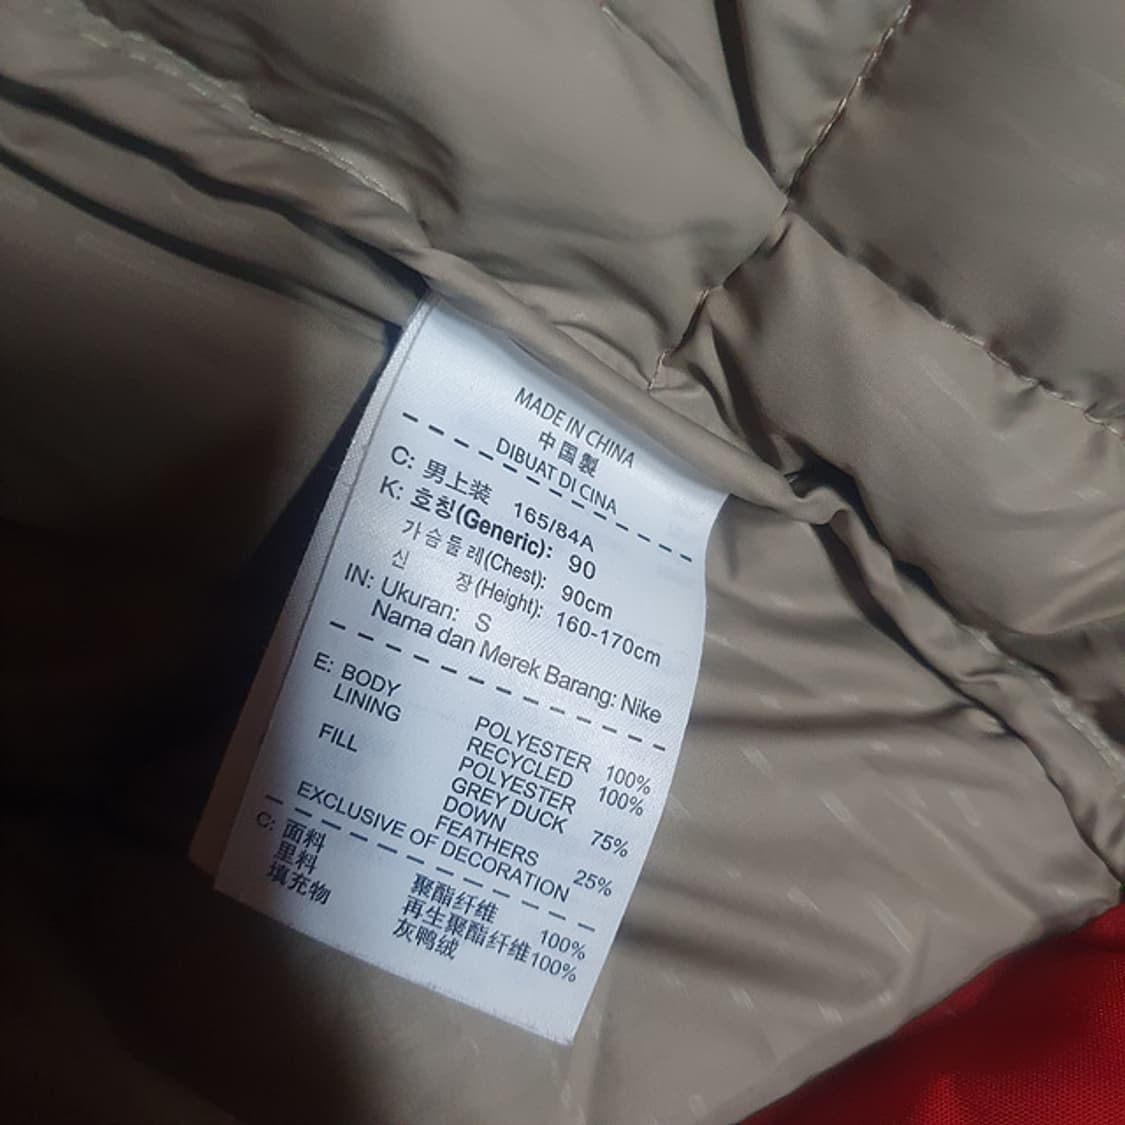 MADE IN CHINA
中国製
DIBUAT DI CINA
C: 男上装 165/84A
K: 호칭(Generic): 90
가슴둘레(Chest): 90cm
신 장(Height): 160-170cm
IN: Ukuran: S
Nama dan Merek Barang: Nike
E: BODY POLYESTER 100%
LINING RECYCLED POLYESTER 100%
FILL GREY DUCK DOWN 75%
FEATHERS 25%
EXCLUSIVE OF DECORATION
C: 面料 聚酯纤维 100%
里料 再生聚酯纤维100%
填充物 灰鸭绒